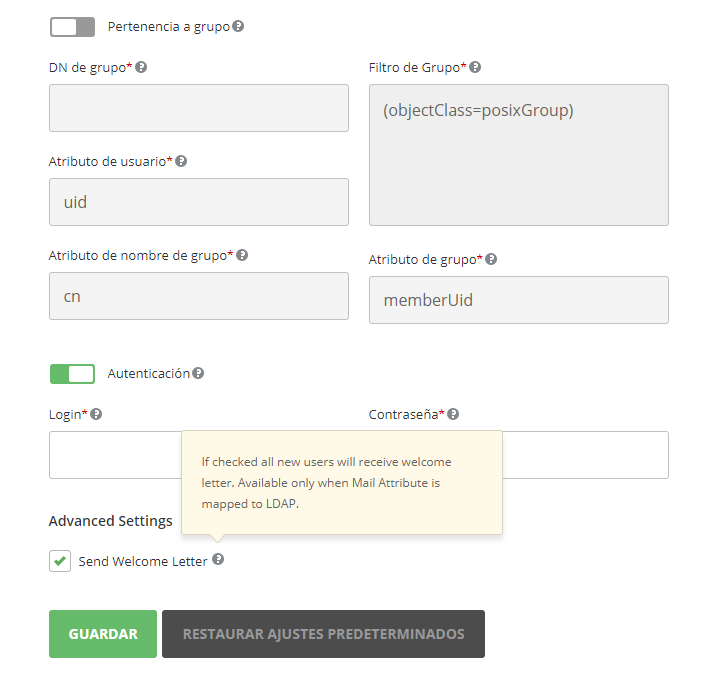 Pertenencia a grupo
DN de grupo*
Filtro de Grupo*
(objectClass=posixGroup)
Atributo de usuario*
uid
Atributo de nombre de grupo*
cn
Atributo de grupo*
memberUid
Autenticación
Login*
Contraseña*
If checked all new users will receive welcome
letter. Available only when Mail Attribute is
mapped to LDAP.
Advanced Settings
Send Welcome Letter
GUARDAR
RESTAURAR AJUSTES PREDETERMINADOS